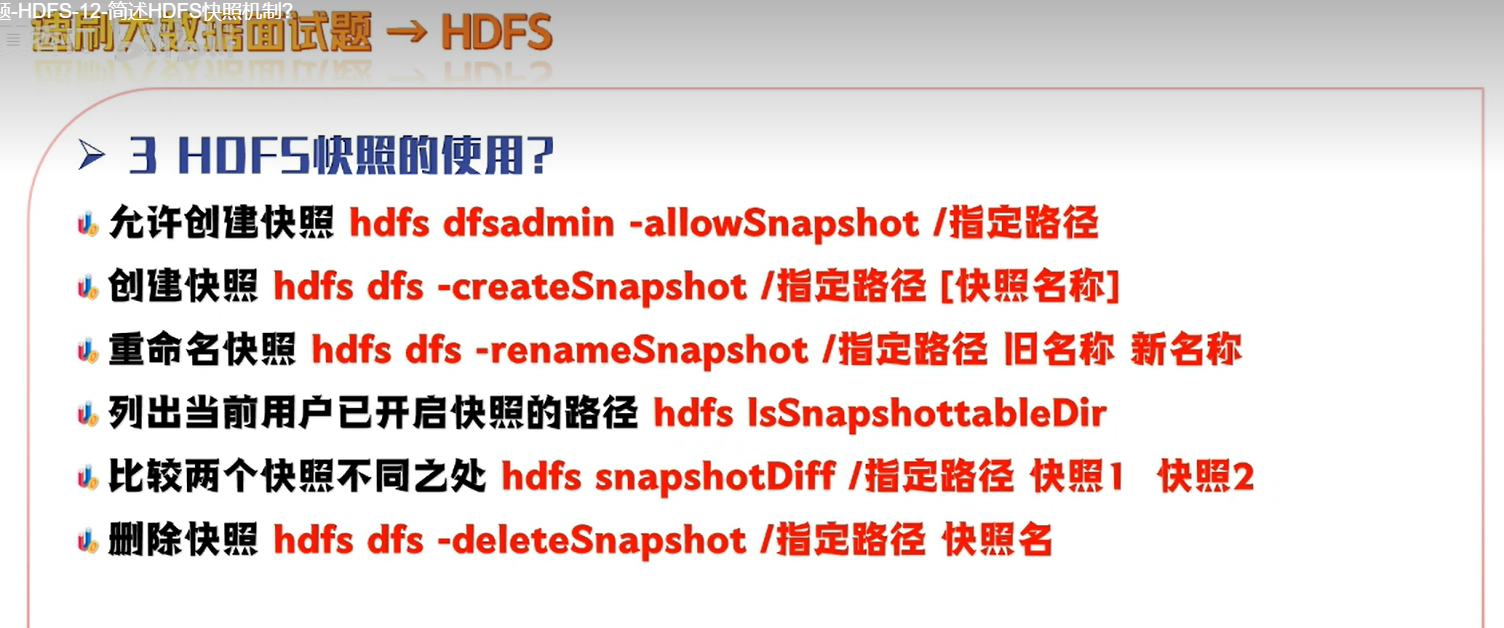 题-HDFS-12-简述HDFS快照机制?
刷大数据面试题 → HDFS
3 HDFS快照的使用?
允许创建快照 hdfs dfsadmin -allowSnapshot /指定路径
创建快照 hdfs dfs -createSnapshot /指定路径 [快照名称]
重命名快照 hdfs dfs -renameSnapshot /指定路径 旧名称 新名称
列出当前用户已开启快照的路径 hdfs lsSnapshottableDir
比较两个快照不同之处 hdfs snapshotDiff /指定路径 快照1 快照2
删除快照 hdfs dfs -deleteSnapshot /指定路径 快照名